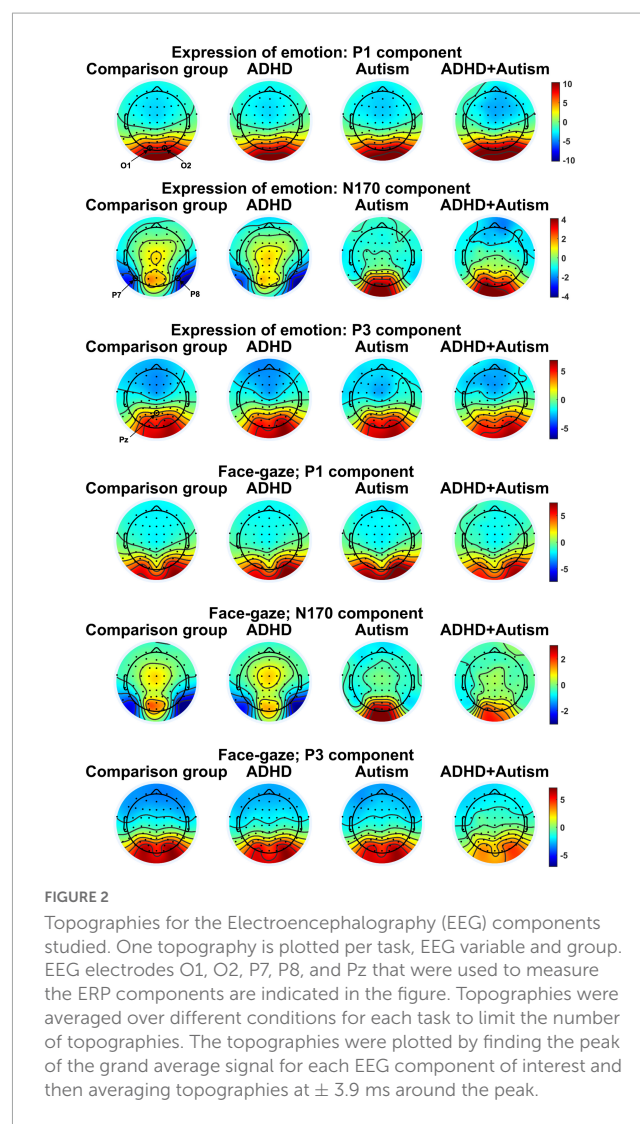 Expression of emotion: P1 component
Comparison group ADHD Autism ADHD+Autism
10
5
0
-5
-10
O1 O2
Expression of emotion: N170 component
Comparison group ADHD Autism ADHD+Autism
4
2
0
-2
-4
P7 P8
Expression of emotion: P3 component
Comparison group ADHD Autism ADHD+Autism
5
0
-5
Pz
Face-gaze; P1 component
Comparison group ADHD Autism ADHD+Autism
5
0
-5
Face-gaze; N170 component
Comparison group ADHD Autism ADHD+Autism
2
0
-2
Face-gaze; P3 component
Comparison group ADHD Autism ADHD+Autism
5
0
-5
FIGURE 2
Topographies for the Electroencephalography (EEG) components
studied. One topography is plotted per task, EEG variable and group.
EEG electrodes O1, O2, P7, P8, and Pz that were used to measure
the ERP components are indicated in the figure. Topographies were
averaged over different conditions for each task to limit the number
of topographies. The topographies were plotted by finding the peak
of the grand average signal for each EEG component of interest and
then averaging topographies at ± 3.9 ms around the peak.